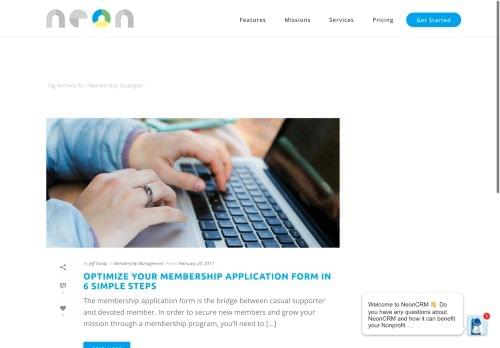 neon
Features Missions Services Pricing Get Started
Tag Archives for: "Membership Strategies"
By Jeff Gordy In Membership Management Posted February 20, 2017
OPTIMIZE YOUR MEMBERSHIP APPLICATION FORM IN
6 SIMPLE STEPS
The membership application form is the bridge between casual supporter
and devoted member. In order to secure new members and grow your
mission through a membership program, you'll need to [...]
Welcome to NeonCRM 👋 Do
you have any questions about
NeonCRM and how it can benefit
your Nonprofit ...
1